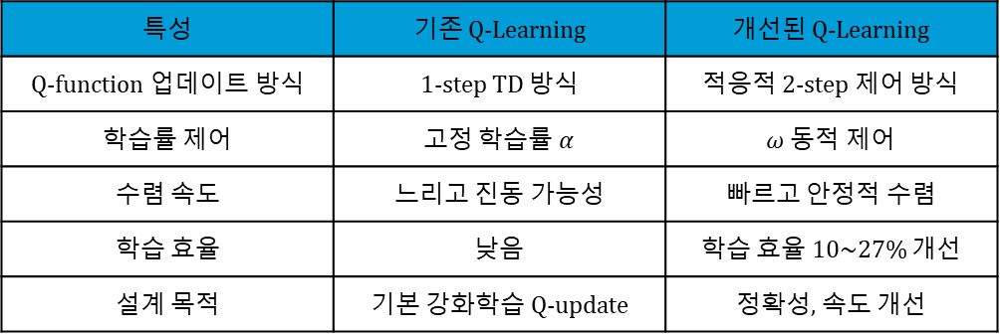 특성 기존 Q-Learning 개선된 Q-Learning
Q-function 업데이트 방식 1-step TD 방식 적응적 2-step 제어 방식
학습률 제어 고정 학습률 α ω 동적 제어
수렴 속도 느리고 진동 가능성 빠르고 안정적 수렴
학습 효율 낮음 학습 효율 10~27% 개선
설계 목적 기본 강화학습 Q-update 정확성, 속도 개선